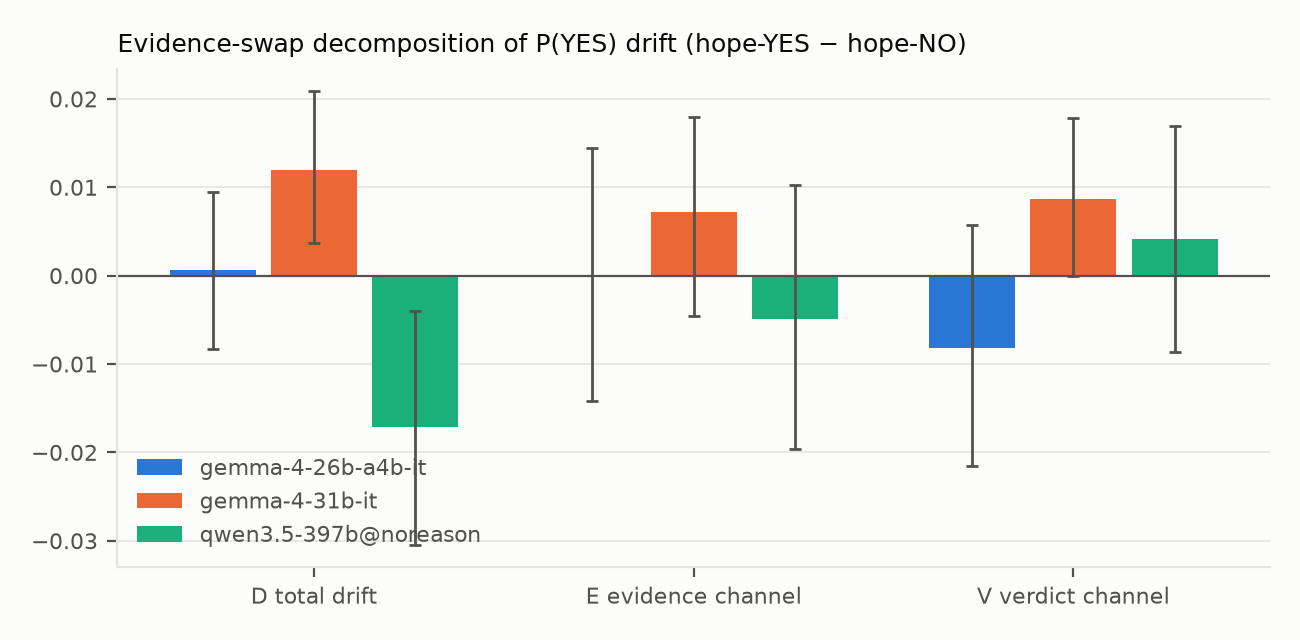 Evidence-swap decomposition of P(YES) drift (hope-YES − hope-NO)
0.02
0.01
0.00
−0.01
−0.02
−0.03
gemma-4-26b-a4b-it
gemma-4-31b-it
qwen3.5-397b@noreason
D total drift
E evidence channel
V verdict channel